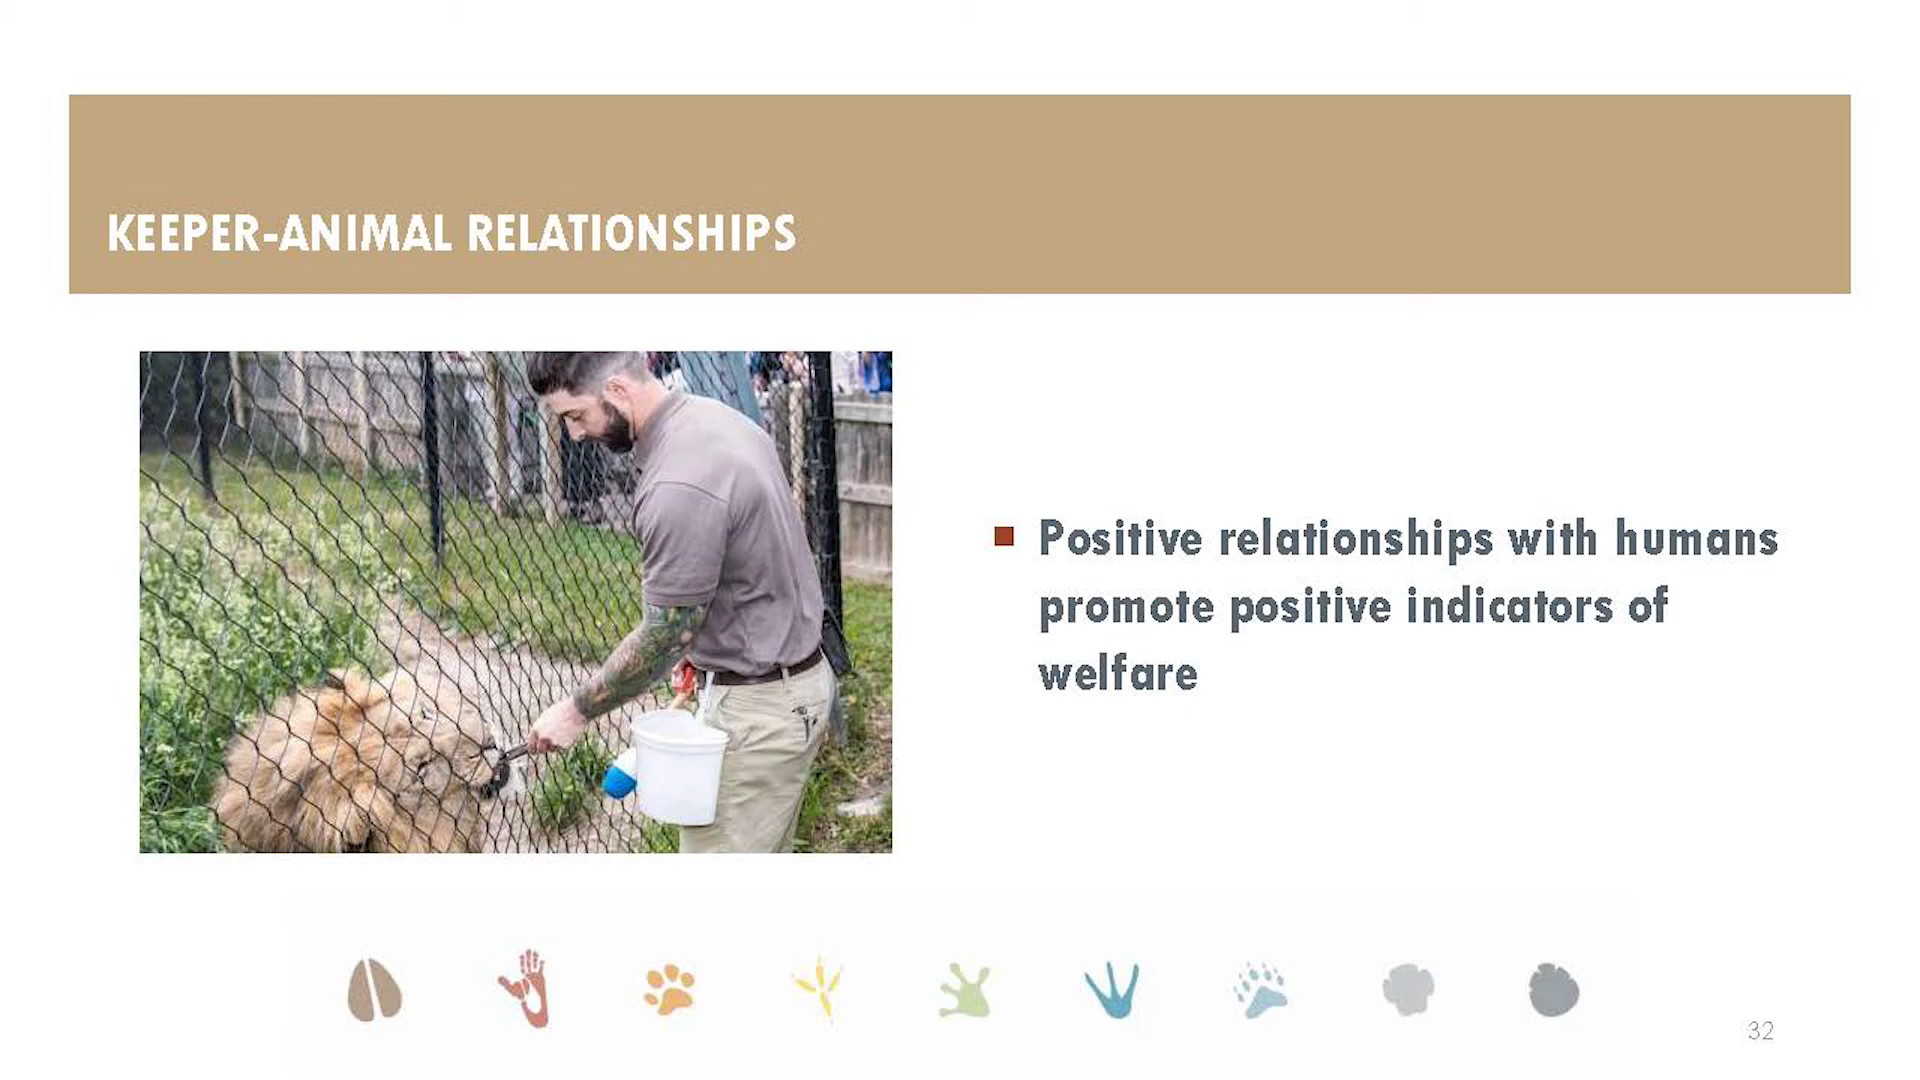 KEEPER-ANIMAL RELATIONSHIPS
Positive relationships with humans
promote positive indicators of
welfare
32